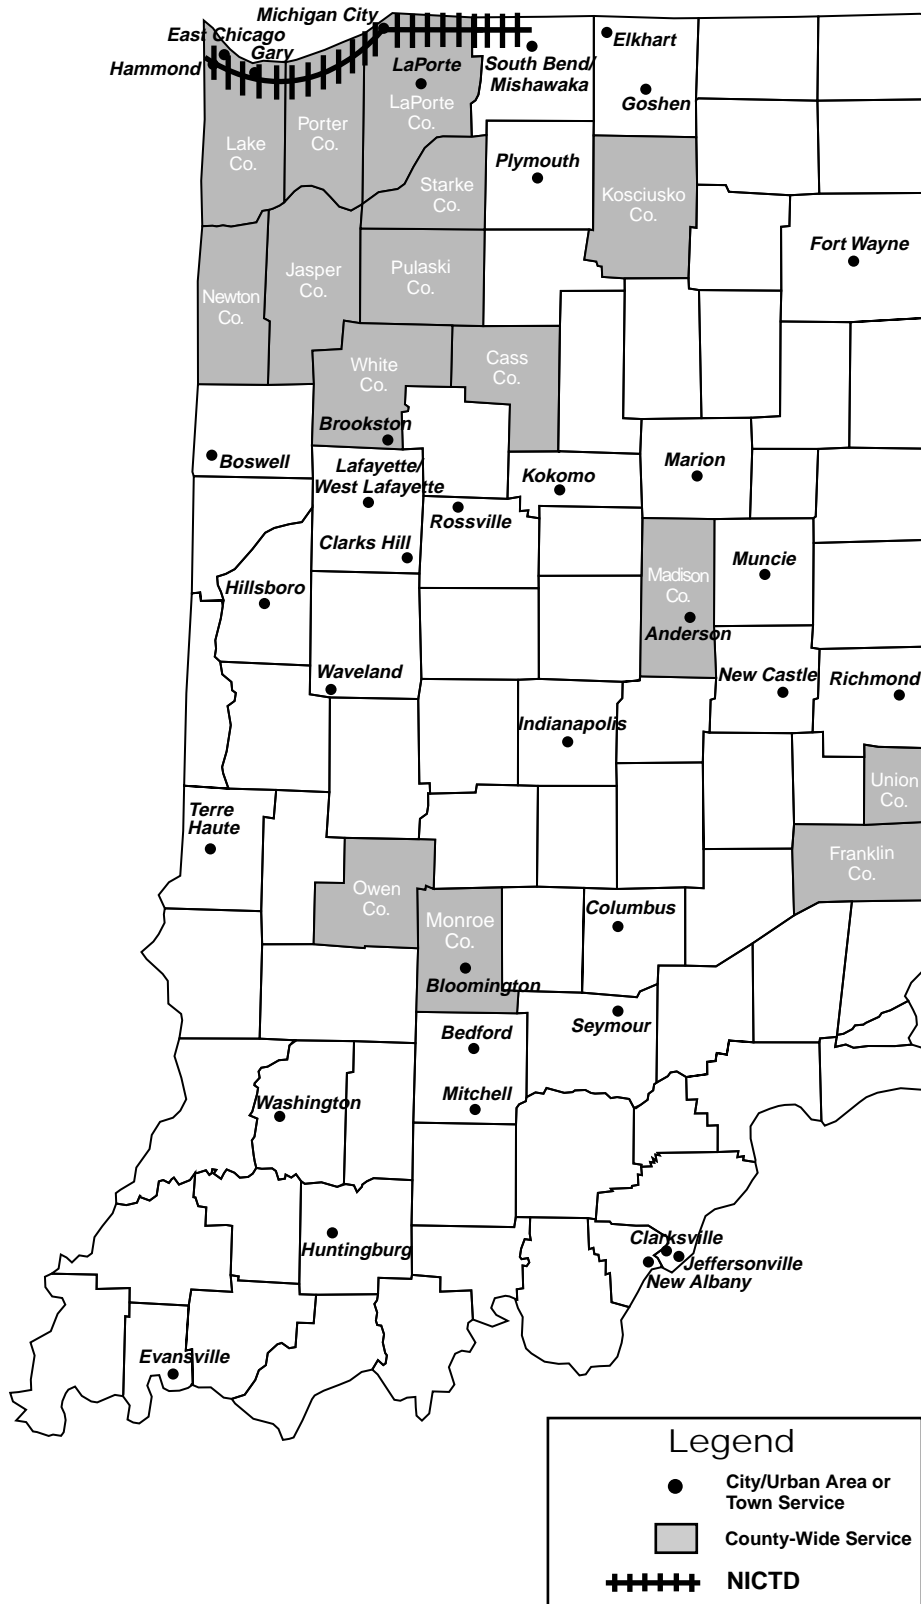 Michigan City
East Chicago
Gary
Hammond
Elkhart
LaPorte
South Bend/
Mishawaka
LaPorte
Co.
Goshen
Porter
Co.
Lake
Co.
Plymouth
Starke
Co.
Kosciusko
Co.
Fort Wayne
Newton
Co.
Jasper
Co.
Pulaski
Co.
White
Co.
Cass
Co.
Brookston
Boswell
Lafayette/
West Lafayette
Kokomo
Marion
Rossville
Clarks Hill
Muncie
Madison
Co.
Hillsboro
Anderson
Waveland
New Castle
Richmond
Indianapolis
Union
Co.
Terre
Haute
Franklin
Co.
Owen
Co.
Monroe
Co.
Columbus
Bloomington
Seymour
Bedford
Mitchell
Washington
Huntingburg
Clarksville
Jeffersonville
New Albany
Evansville
Legend
City/Urban Area or
Town Service
County-Wide Service
NICTD